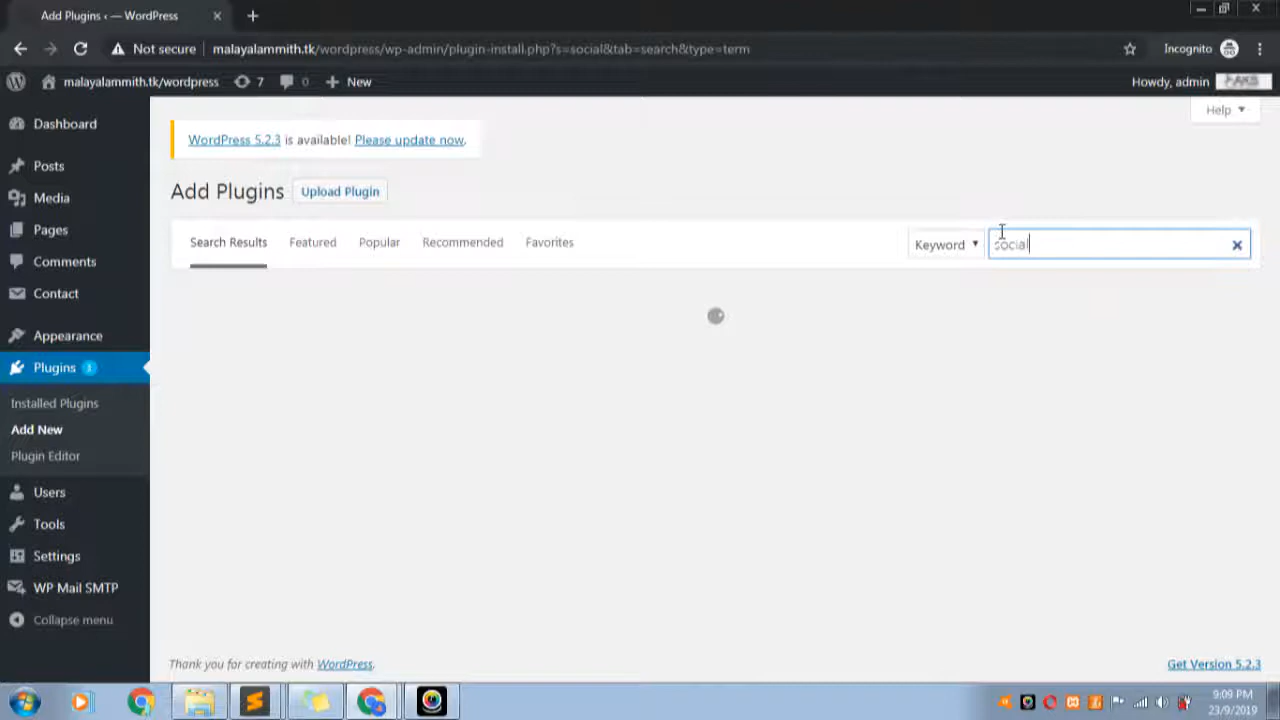 Add Plugins ‹ — WordPress
Not secure malayalammith.tk/wordpress/wp-admin/plugin-install.php?s=social&tab=search&type=term
Incognito
malayalammith.tk/wordpress 7 0 New
Howdy, admin
Help
Dashboard
Posts
Media
Pages
Comments
Contact
Appearance
Plugins
Installed Plugins
Add New
Plugin Editor
Users
Tools
Settings
WP Mail SMTP
Collapse menu
WordPress 5.2.3 is available! Please update now.
Add Plugins Upload Plugin
Search Results Featured Popular Recommended Favorites
Keyword social
Thank you for creating with WordPress.
Get Version 5.2.3
9:09 PM
23/9/2019